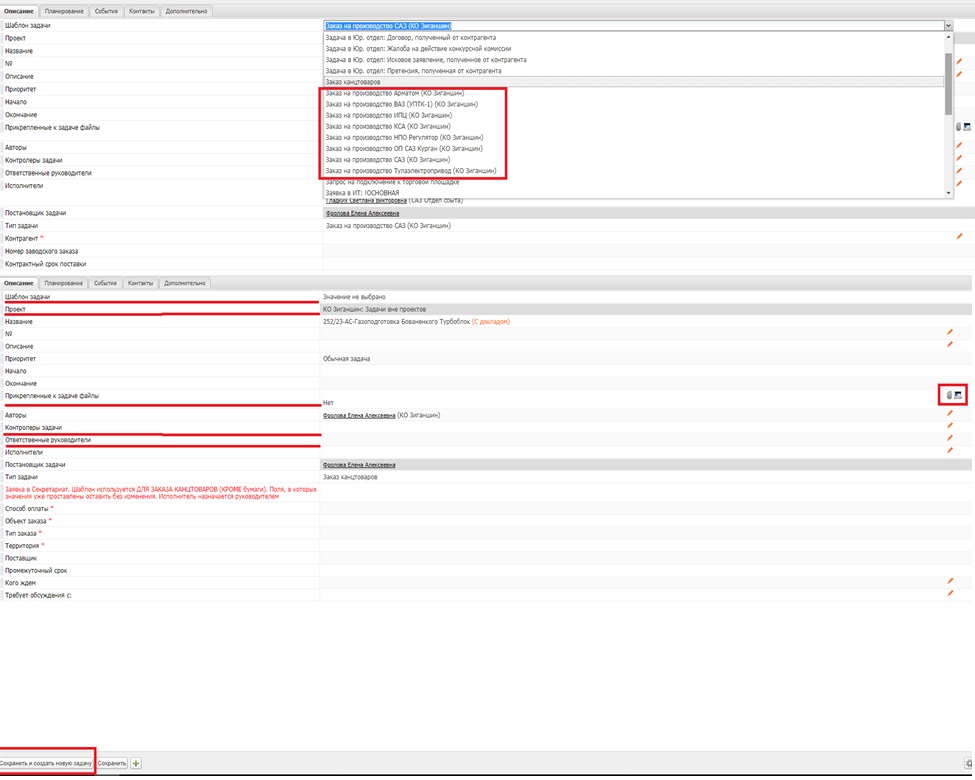 Описание Планирование События Контакты Дополнительно
Шаблон задачи Заказ на производство САЗ (КО Зиганшин)
Проект Задача в Юр. отдел: Договор, полученный от контрагента
Название Задача в Юр. отдел: Жалоба на действие конкурсной комиссии
№ Задача в Юр. отдел: Исковое заявление, полученное от контрагента
Описание Задача в Юр. отдел: Претензия, полученная от контрагента
Заказ канцтоваров
Приоритет Заказ на производство Арматом (КО Зиганшин)
Начало Заказ на производство ВАЗ (УПТК-1) (КО Зиганшин)
Окончание Заказ на производство ИПЦ (КО Зиганшин)
Прикрепленные к задаче файлы Заказ на производство КСА (КО Зиганшин)
Заказ на производство НПО Регулятор (КО Зиганшин)
Авторы Заказ на производство ОП САЗ Курган (КО Зиганшин)
Контролеры задачи Заказ на производство САЗ (КО Зиганшин)
Ответственные руководители Заказ на производство Тулаэлектропривод (КО Зиганшин)
Исполнители Запрос на подключение к торговой площадке
Заявка в ИТ: !ОСНОВНАЯ
Гладких Светлана Викторовна (САЗ Отдел сбыта)
Постановщик задачи Фролова Елена Алексеевна
Тип задачи Заказ на производство САЗ (КО Зиганшин)
Контрагент *
Номер заводского заказа
Контрактный срок поставки
Описание Планирование События Контакты Дополнительно
Шаблон задачи Значение не выбрано
Проект КО Зиганшин: Задачи вне проектов
Название 252/23-АС-Газоподготовка Бованенкого Турбоблок (С докладом)
№
Описание
Приоритет Обычная задача
Начало
Окончание
Прикрепленные к задаче файлы
Нет
Авторы Фролова Елена Алексеевна (КО Зиганшин)
Контролеры задачи
Ответственные руководители
Исполнители
Постановщик задачи Фролова Елена Алексеевна
Тип задачи Заказ канцтоваров
Заявка в Секретариат. Шаблон используется ДЛЯ ЗАКАЗА КАНЦТОВАРОВ (КРОМЕ бумаги). Поля, в которых
значения уже проставлены оставить без изменения. Исполнитель назначается руководителем
Способ оплаты *
Объект заказа *
Тип заказа *
Территория *
Поставщик
Промежуточный срок
Кого ждем
Требует обсуждения с:
Сохранить и создать новую задачу Сохранить